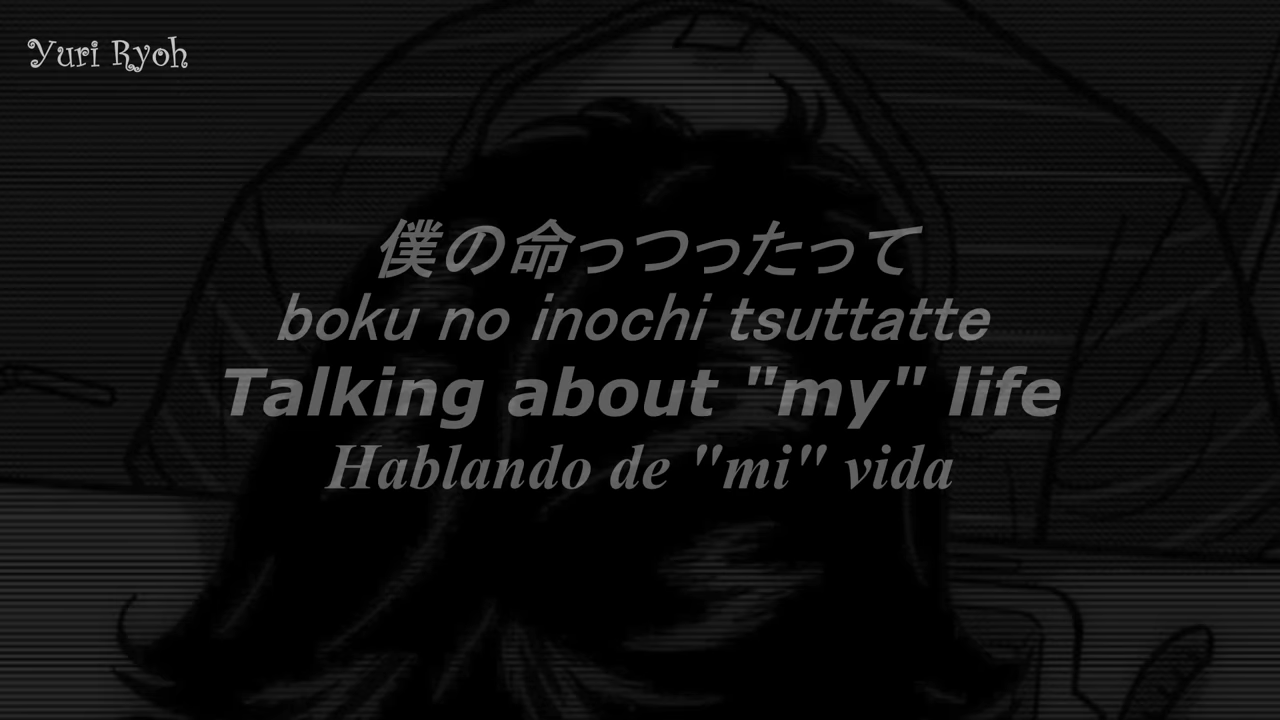 Yuri Ryoh
僕の命っつったって
boku no inochi tsuttatte
Talking about "my" life
Hablando de "mi" vida